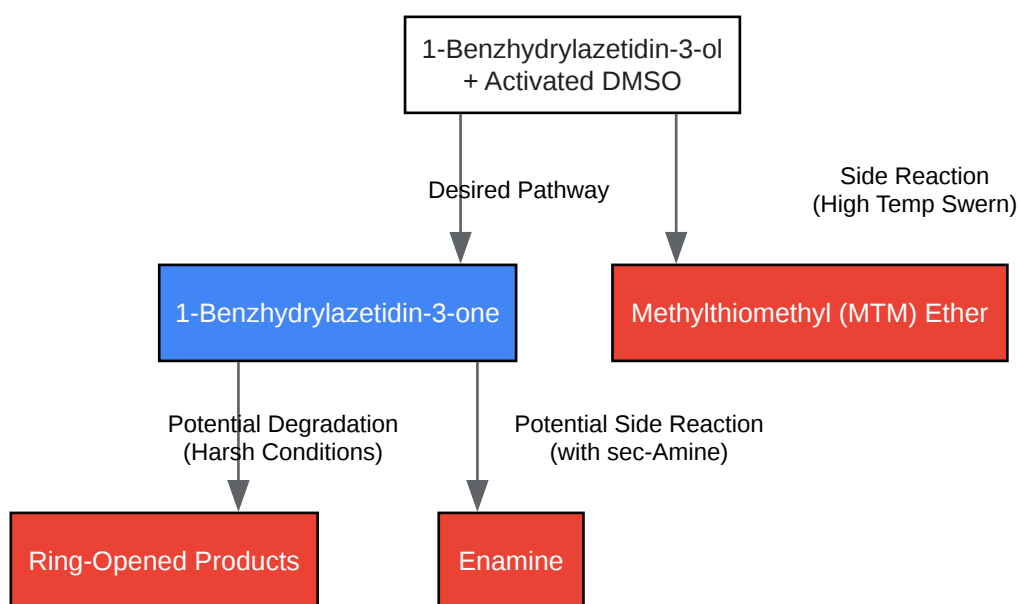 1-Benzhydrylazetidin-3-ol
+ Activated DMSO
Desired Pathway
Side Reaction
(High Temp Swern)
1-Benzhydrylazetidin-3-one
Methylthiomethyl (MTM) Ether
Potential Degradation
(Harsh Conditions)
Potential Side Reaction
(with sec-Amine)
Ring-Opened Products
Enamine